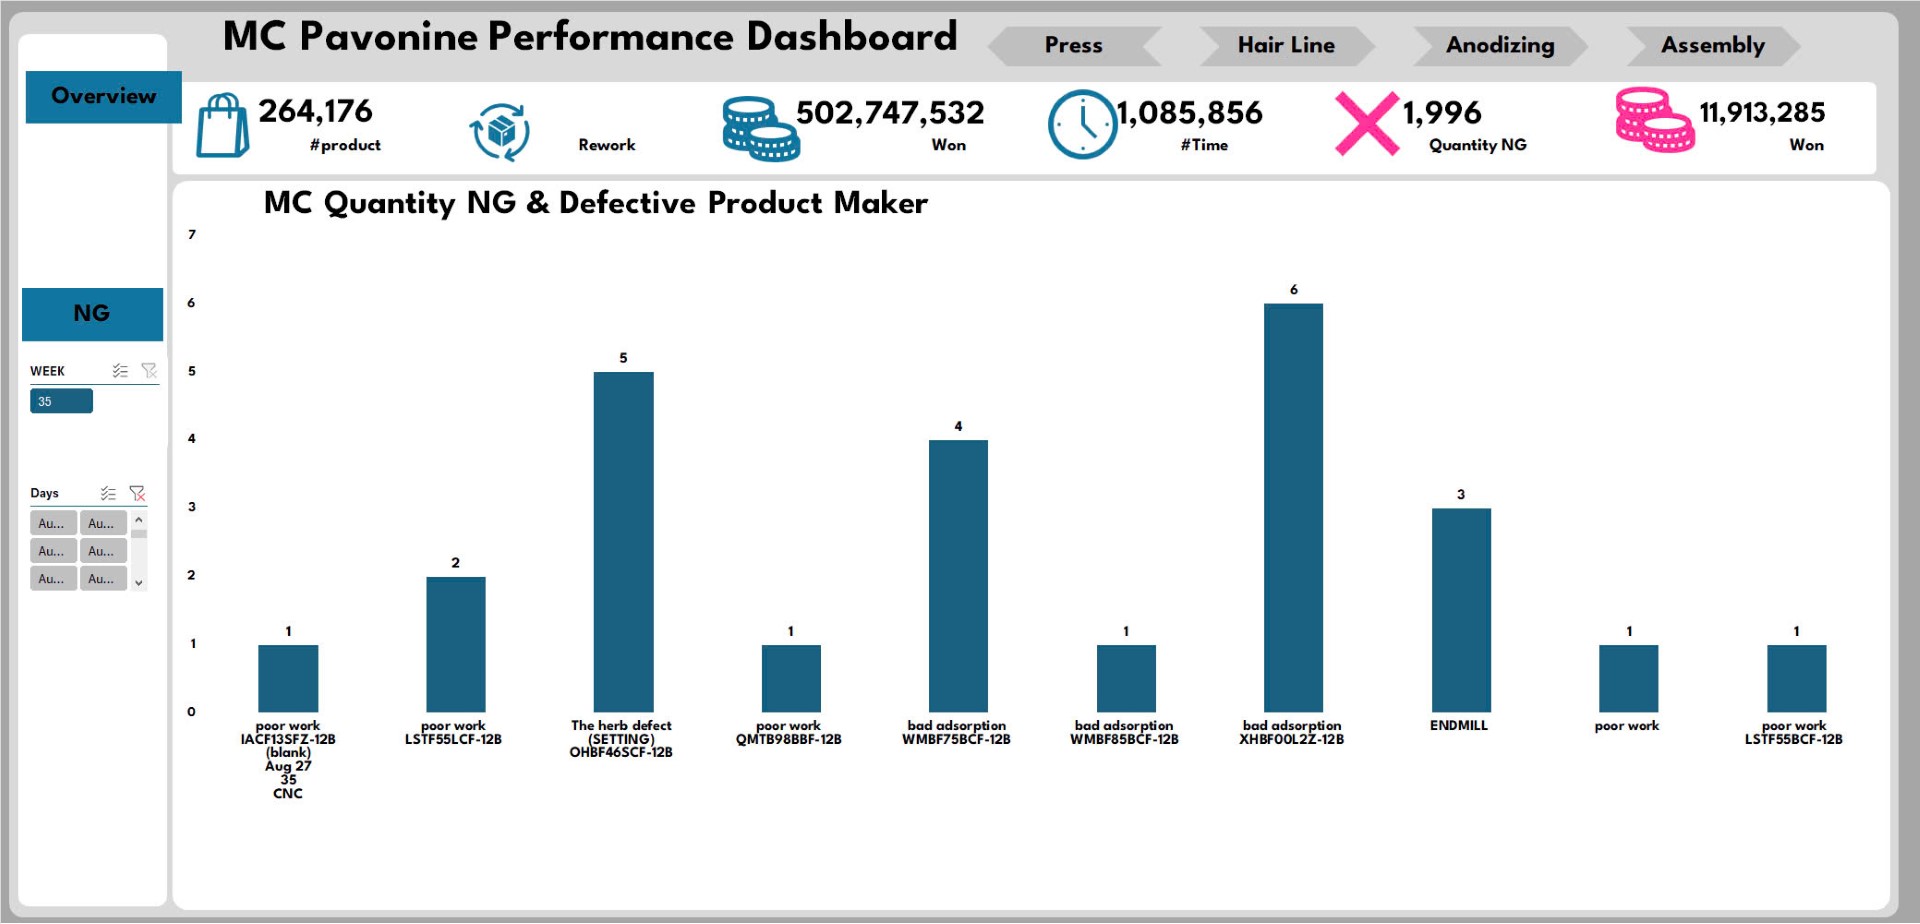 MC Pavonine Performance Dashboard
Press
Hair Line
Anodizing
Assembly
Overview
264,176
#product
Rework
502,747,532
Won
1,085,856
#Time
1,996
Quantity NG
11,913,285
Won
MC Quantity NG & Defective Product Maker
NG
WEEK
35
Days
Au... Au...
Au... Au...
Au... Au...
7
6
5
4
3
2
1
0
1
2
5
1
4
1
6
3
1
1
poor work
IACF13SFZ-12B
(blank)
Aug 27
35
CNC
poor work
LSTF55LCF-12B
The herb defect
(SETTING)
OHBF46SCF-12B
poor work
QMTB98BBF-12B
bad adsorption
WMBF75BCF-12B
bad adsorption
WMBF85BCF-12B
bad adsorption
XHBF00L2Z-12B
ENDMILL
poor work
poor work
LSTF55BCF-12B